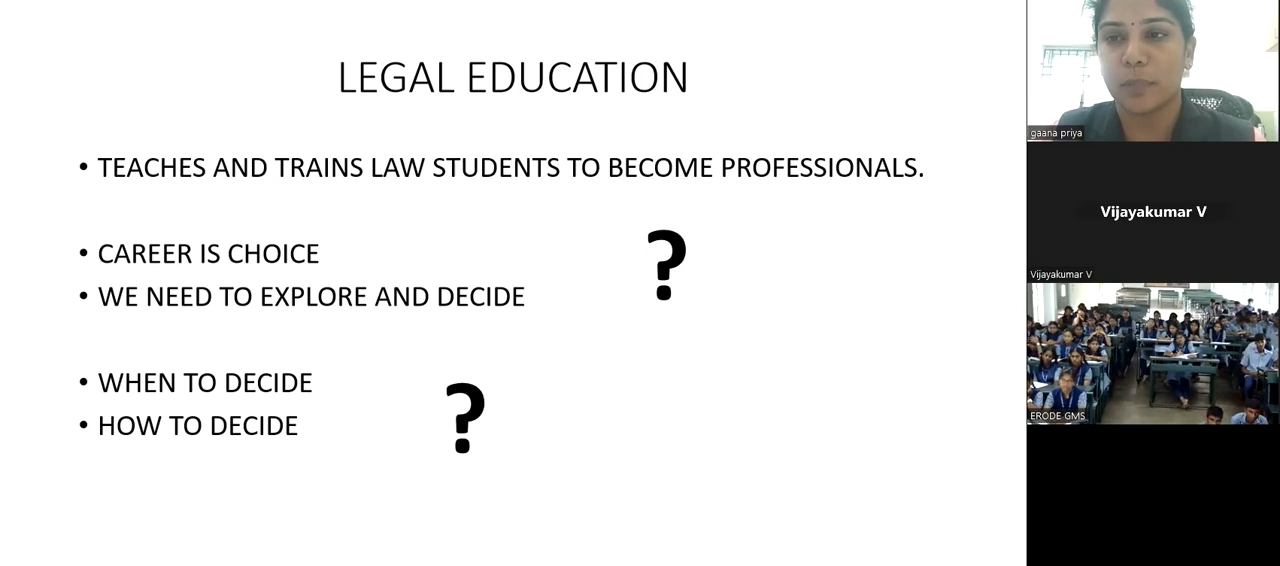 LEGAL EDUCATION
• TEACHES AND TRAINS LAW STUDENTS TO BECOME PROFESSIONALS.
• CAREER IS CHOICE
• WE NEED TO EXPLORE AND DECIDE
?
• WHEN TO DECIDE
• HOW TO DECIDE
?
gaana priya
Vijayakumar V
Vijayakumar V
ERODE GMS